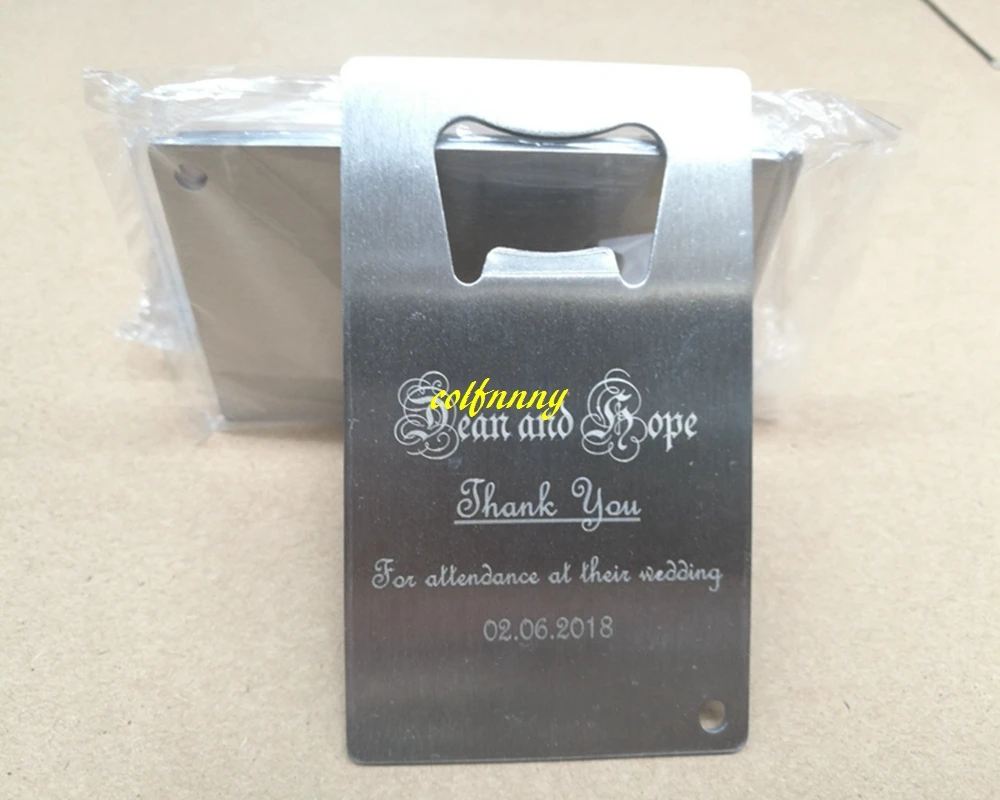 colfnnny
Dean and Hope
Thank You
For attendance at their wedding
02.06.2018